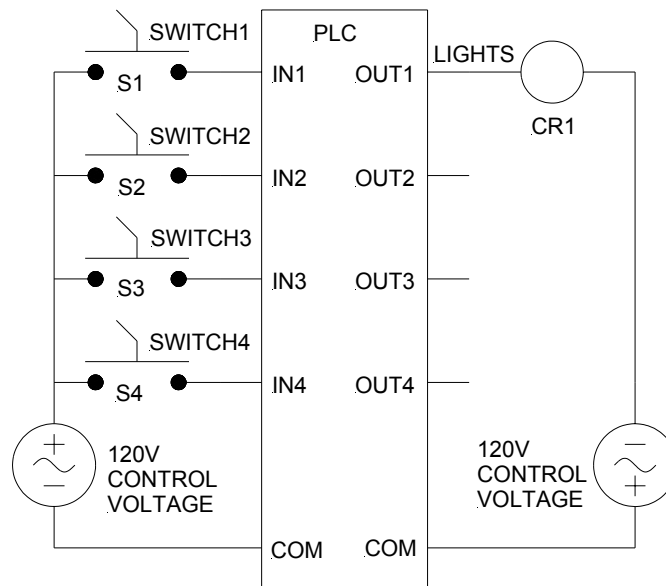 SWITCH1
PLC
LIGHTS
S1
IN1
OUT1
CR1
SWITCH2
S2
IN2
OUT2
SWITCH3
S3
IN3
OUT3
SWITCH4
S4
IN4
OUT4
120V
CONTROL
VOLTAGE
120V
CONTROL
VOLTAGE
COM
COM